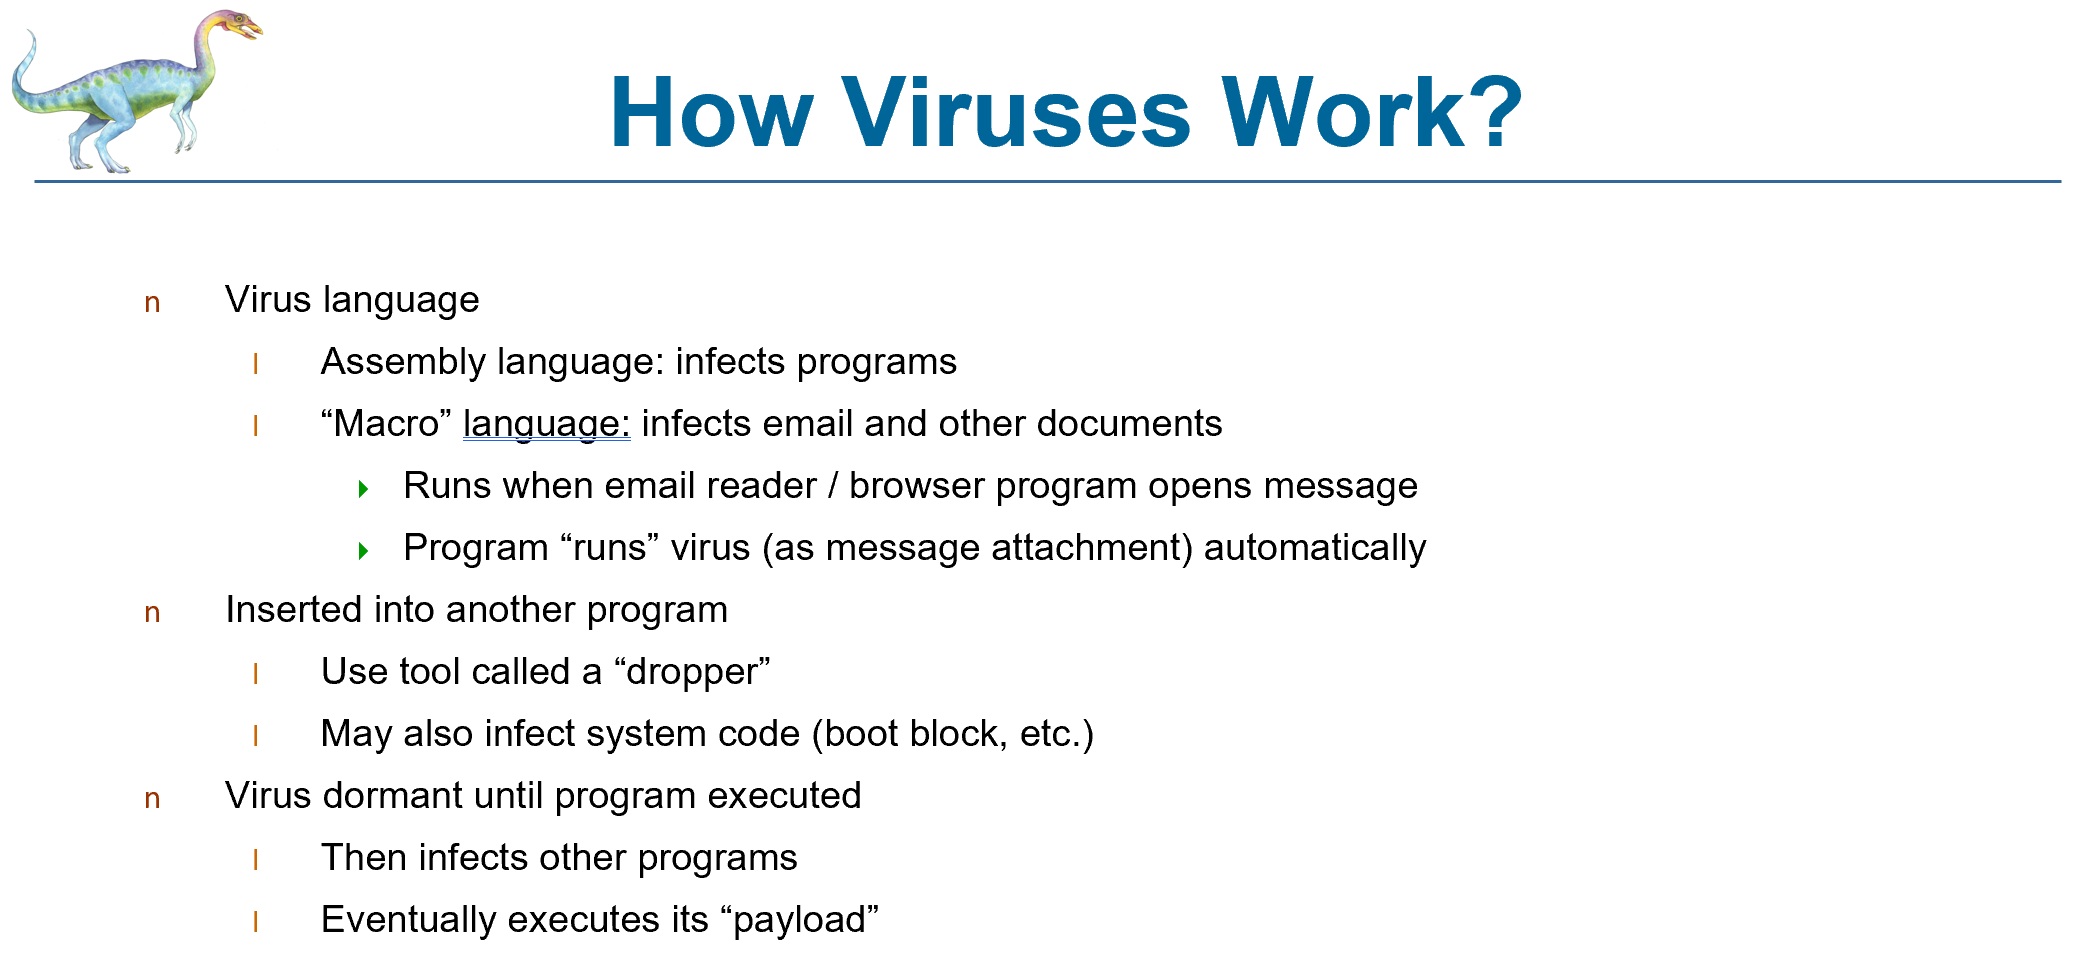 How Viruses Work?
n Virus language
l Assembly language: infects programs
l “Macro” language: infects email and other documents
Runs when email reader / browser program opens message
Program “runs” virus (as message attachment) automatically
n Inserted into another program
l Use tool called a “dropper”
l May also infect system code (boot block, etc.)
n Virus dormant until program executed
l Then infects other programs
l Eventually executes its “payload”